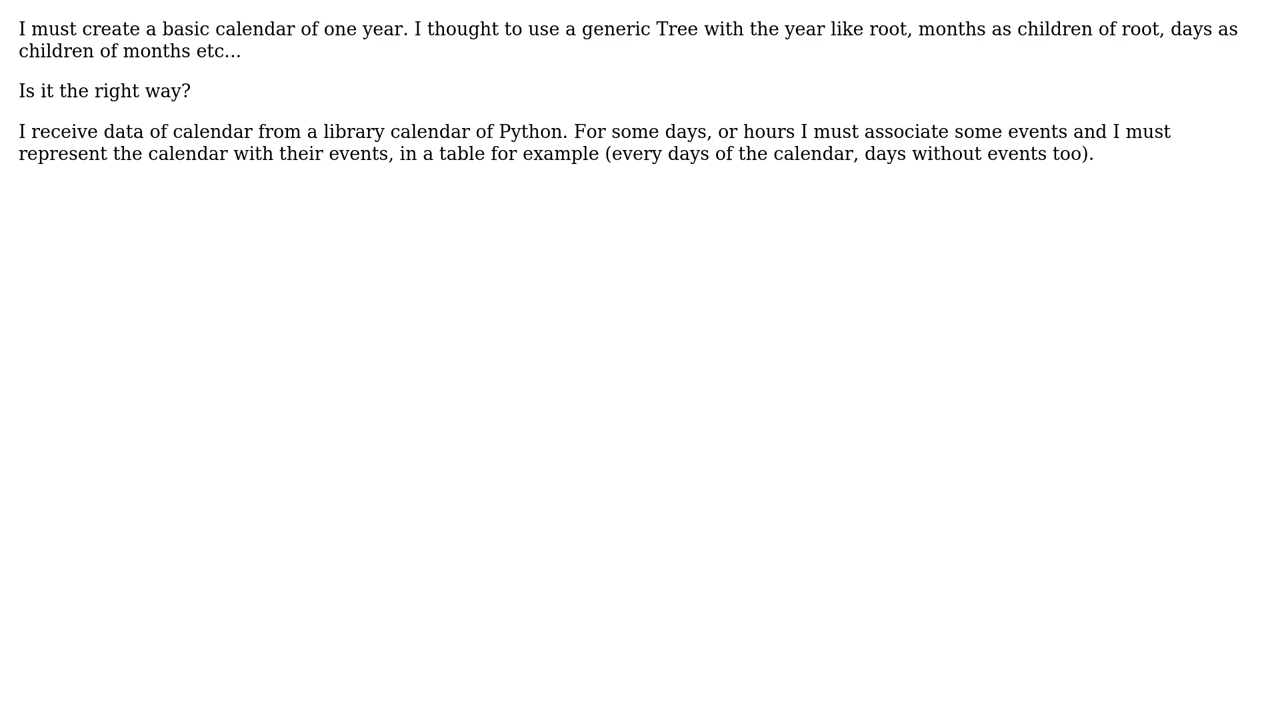 I must create a basic calendar of one year. I thought to use a generic Tree with the year like root, months as children of root, days as
children of months etc...
Is it the right way?
I receive data of calendar from a library calendar of Python. For some days, or hours I must associate some events and I must
represent the calendar with their events, in a table for example (every days of the calendar, days without events too).